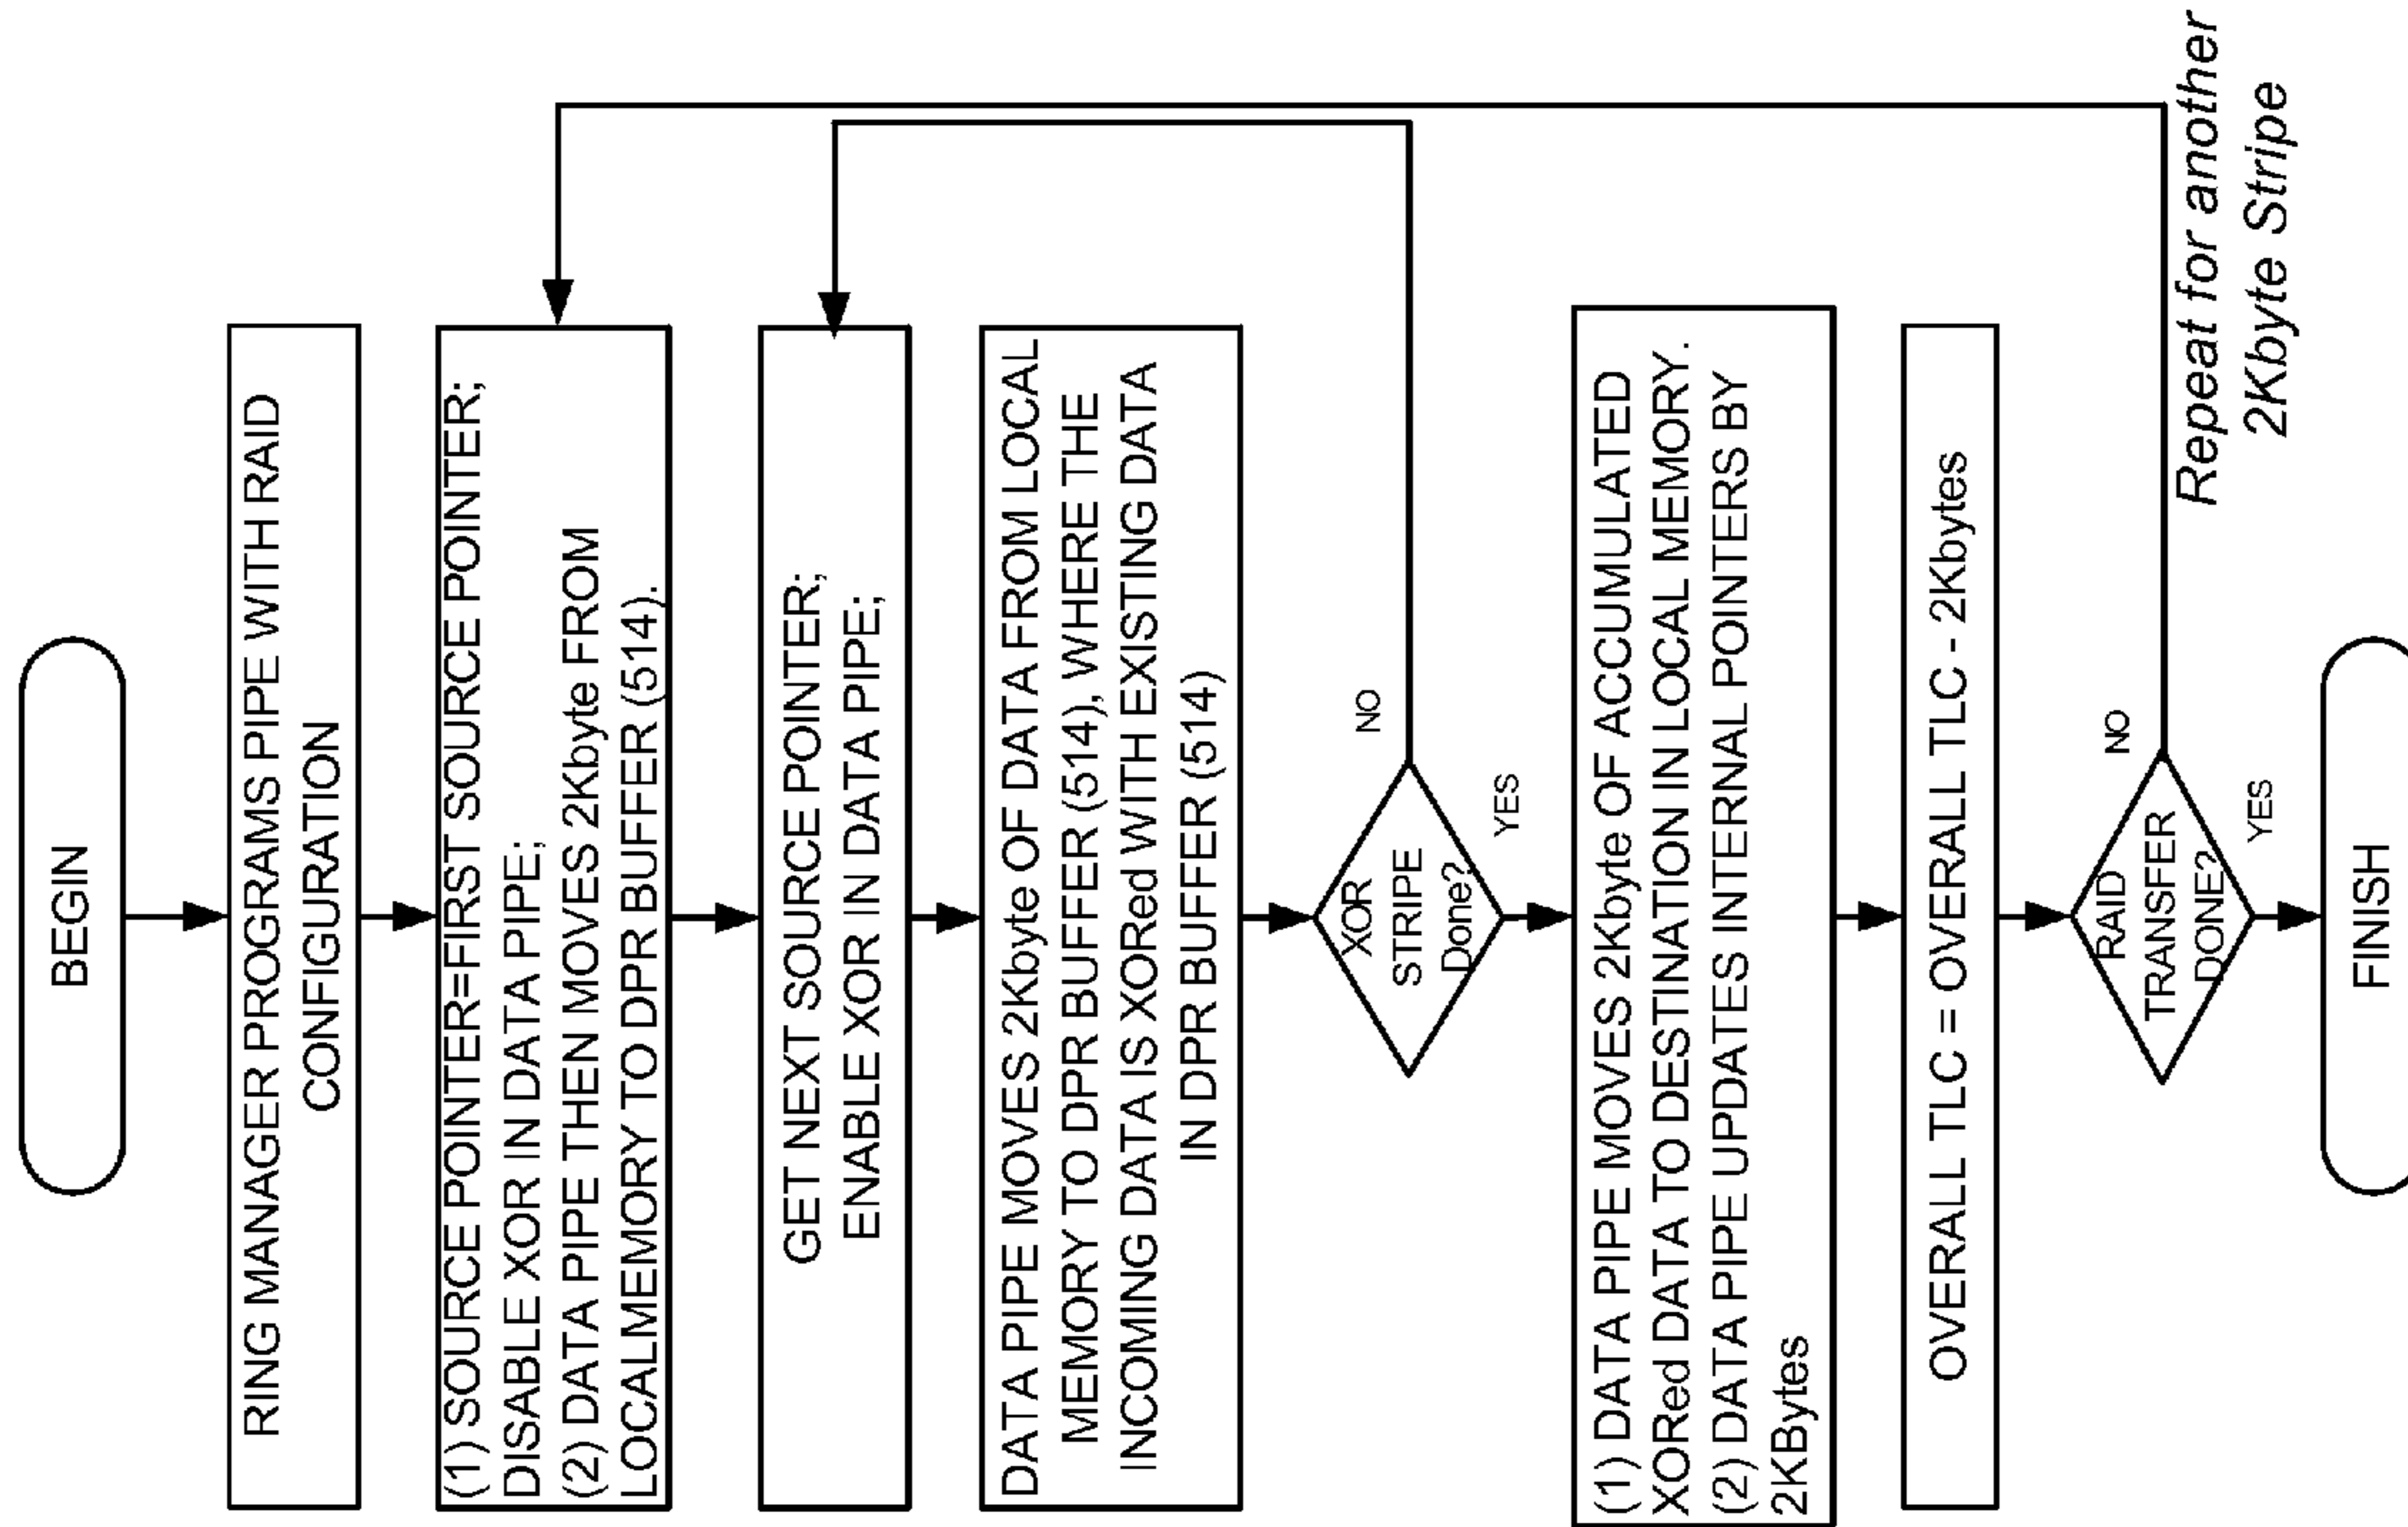 BEGIN
RING MANAGER PROGRAMS PIPE WITH RAID
CONFIGURATION
(1) SOURCE POINTER=FIRST SOURCE POINTER;
DISABLE XOR IN DATA PIPE;
(2) DATA PIPE THEN MOVES 2Kbyte FROM
LOCALMEMORY TO DPR BUFFER (514).
GET NEXT SOURCE POINTER;
ENABLE XOR IN DATA PIPE;
DATA PIPE MOVES 2Kbyte OF DATA FROM LOCAL
MEMORY TO DPR BUFFER (514), WHERE THE
INCOMING DATA IS XORed WITH EXISTING DATA
IN DPR BUFFER (514)
XOR
STRIPE
Done?
NO
YES
(1) DATA PIPE MOVES 2Kbyte OF ACCUMULATED
XORed DATA TO DESTINATION IN LOCAL MEMORY.
(2) DATA PIPE UPDATES INTERNAL POINTERS BY
2KBytes
OVERALL TLC = OVERALL TLC - 2Kbytes
RAID
TRANSFER
DONE?
NO
YES
Repeat for another
2Kbyte Stripe
FINISH